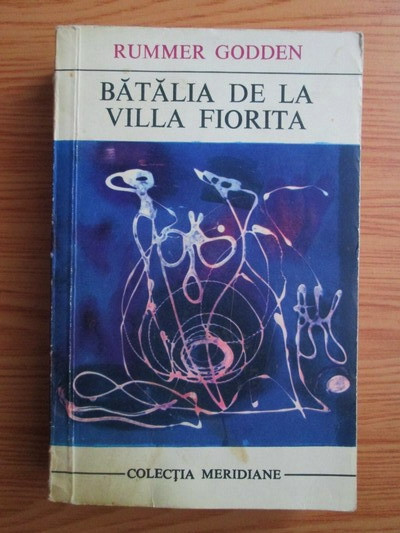 RUMMER GODDEN
BĂTĂLIA DE LA
VILLA FIORITA
COLECȚIA MERIDIANE